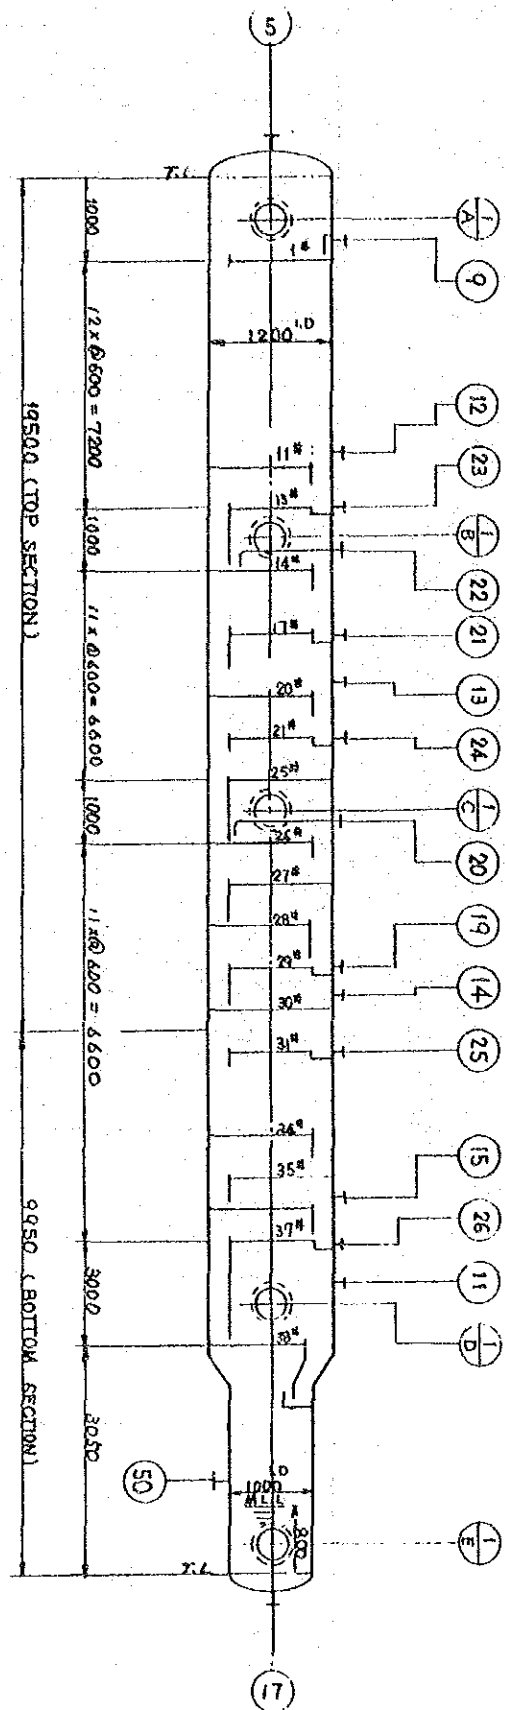 5
T.L
1000
1/A
1#
9
1200 I.D
12 x @ 600 = 7200
12
11#
23
13#
1/B
1000
14#
22
17#
21
19500 (TOP SECTION)
11 x @ 600 = 6600
20#
13
21#
24
25#
1/C
1000
26#
20
27#
28#
19
29#
14
30#
11 x @ 600 = 6600
31#
25
34#
15
35#
26
37#
11
3000
1/D
38#
9950 (BOTTOM SECTION)
3050
50
1000 I.D
H.L.L
800
1/E
T.L
17